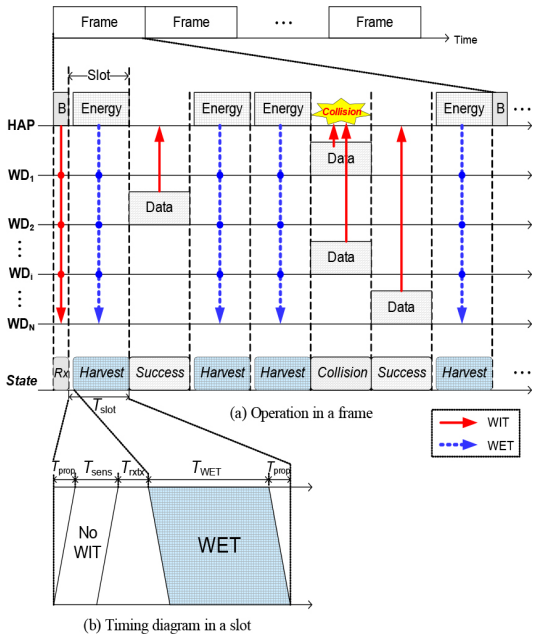 Frame Frame ··· Frame
Time
Slot
B Energy Energy Energy Collision Energy B ···
HAP
Data
WD1
Data
WD2
⋮
Data
WDi
⋮
Data
WDN
State Rx Harvest Success Harvest Harvest Collision Success Harvest ···
Tslot
(a) Operation in a frame
WIT
WET
Tprop Tsens Trxtx TWET Tprop
No
WIT
WET
(b) Timing diagram in a slot